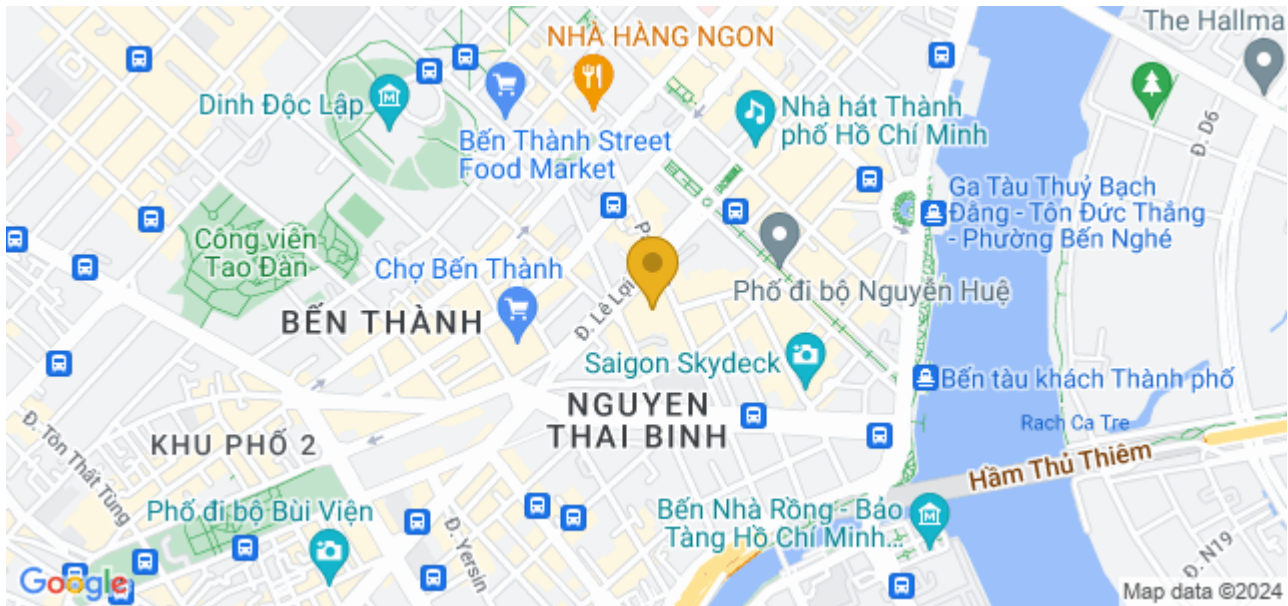 The Hallma
NHÀ HÀNG NGON
Dinh Độc Lập
Nhà hát Thành
phố Hồ Chí Minh
Đ. D6
Bến Thành Street
Food Market
Ga Tàu Thuỷ Bạch
Đằng - Tôn Đức Thắng
- Phường Bến Nghé
Công viên
Tao Đàn
Chợ Bến Thành
Đ. Lê Lợi
Phố đi bộ Nguyễn Huệ
BẾN THÀNH
Saigon Skydeck
Bến tàu khách Thành phố
NGUYEN
THAI BINH
Rach Ca Tre
Đ. Tôn Thất Tùng
KHU PHỐ 2
Hầm Thủ Thiêm
Phố đi bộ Bùi Viện
Đ. Yersin
Bến Nhà Rồng - Bảo
Tàng Hồ Chí Minh...
Đ. N19
Google
Map data ©2024